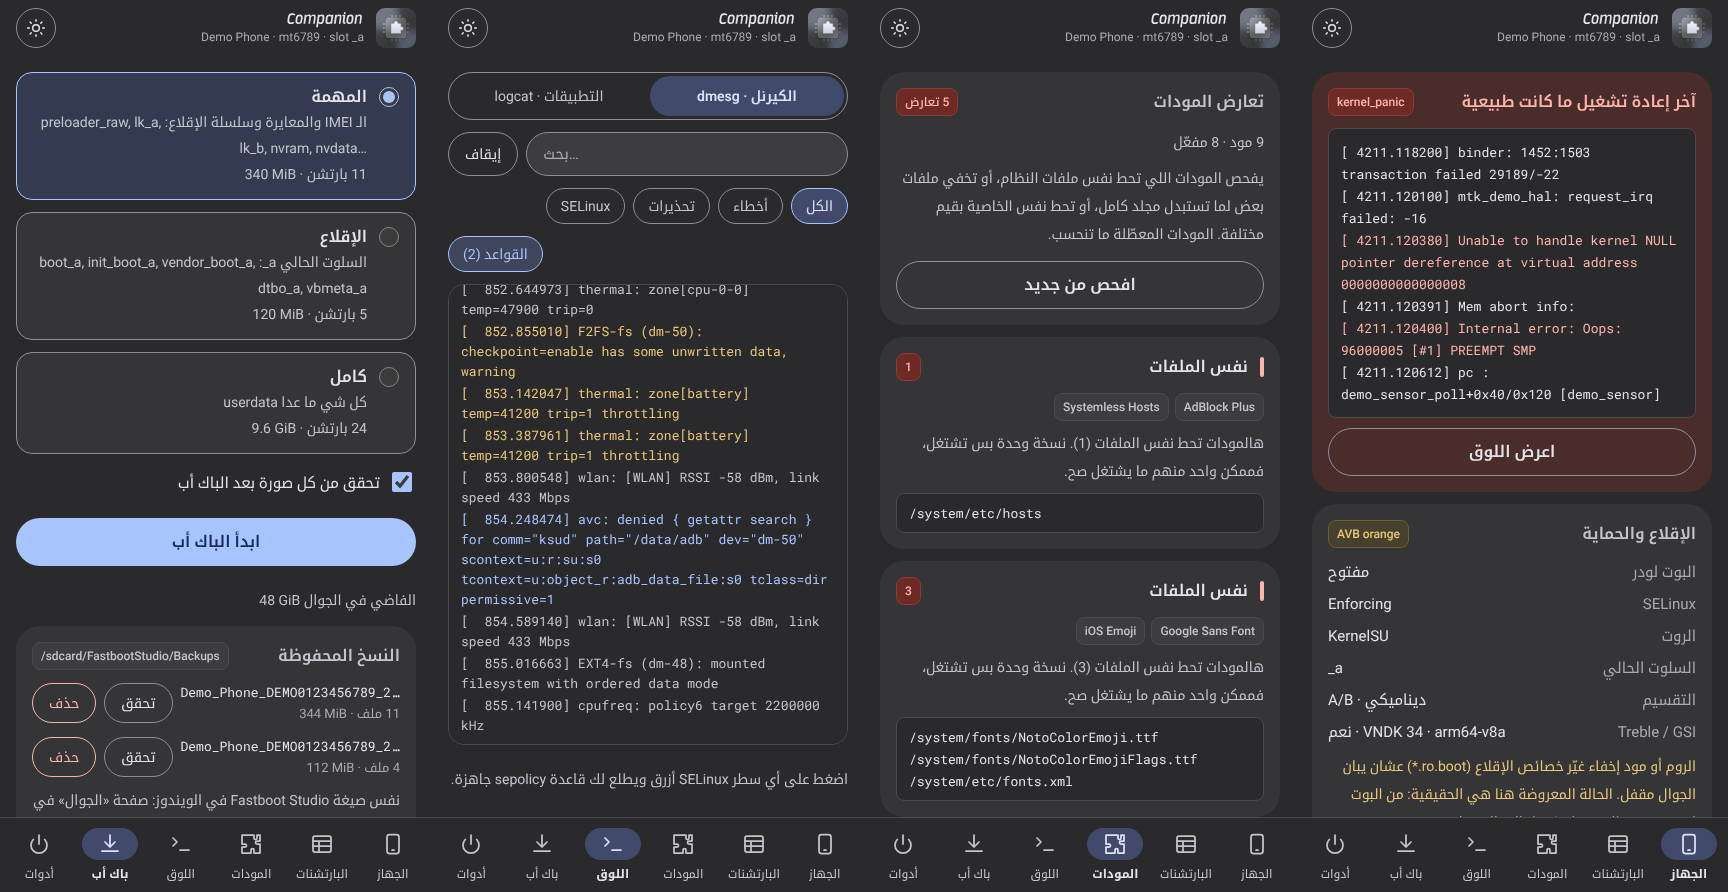 Companion
Demo Phone · mt6789 · slot _a
آخر إعادة تشغيل ما كانت طبيعية
kernel_panic
[ 4211.118200] binder: 1452:1503
transaction failed 29189/-22
[ 4211.120100] mtk_demo_hal: request_irq
failed: -16
[ 4211.120380] Unable to handle kernel NULL
pointer dereference at virtual address
0000000000000008
[ 4211.120391] Mem abort info:
[ 4211.120400] Internal error: Oops:
96000005 [#1] PREEMPT SMP
[ 4211.120612] pc :
demo_sensor_poll+0x40/0x120 [demo_sensor]
اعرض اللوق
الإقلاع والحماية
AVB orange
البوت لودر مفتوح
SELinux Enforcing
الروت KernelSU
السلوت الحالي _a
التقسيم ديناميكي · A/B
Treble / GSI نعم · VNDK 34 · arm64-v8a
الروم أو مود إخفاء غيّر خصائص الإقلاع (ro.boot.*) عشان يبان
الجوال مقفل. الحالة المعروضة هنا هي الحقيقية: من البوت
الجهاز
البارتشنات
المودات
اللوق
باك أب
أدوات
Companion
Demo Phone · mt6789 · slot _a
تعارض المودات
5 تعارض
9 مود · 8 مفعّل
يفحص المودات اللي تحط نفس ملفات النظام، أو تخفي ملفات
بعض لما تستبدل مجلد كامل، أو تحط نفس الخاصية بقيم
مختلفة. المودات المعطّلة ما تنحسب.
افحص من جديد
نفس الملفات
1
AdBlock Plus
Systemless Hosts
هالمودات تحط نفس الملفات (1). نسخة وحدة بس تشتغل،
فممكن واحد منهم ما يشتغل صح.
/system/etc/hosts
نفس الملفات
3
Google Sans Font
iOS Emoji
هالمودات تحط نفس الملفات (3). نسخة وحدة بس تشتغل،
فممكن واحد منهم ما يشتغل صح.
/system/fonts/NotoColorEmoji.ttf
/system/fonts/NotoColorEmojiFlags.ttf
/system/etc/fonts.xml
الجهاز
البارتشنات
المودات
اللوق
باك أب
أدوات
Companion
Demo Phone · mt6789 · slot _a
الكيرنل · dmesg
التطبيقات · logcat
بحث...
إيقاف
الكل
أخطاء
تحذيرات
SELinux
القواعد (2)
[ 852.644973] thermal: zone[cpu-0-0]
temp=47900 trip=0
[ 852.855010] F2FS-fs (dm-50):
checkpoint=enable has some unwritten data,
warning
[ 853.142047] thermal: zone[battery]
temp=41200 trip=1 throttling
[ 853.387961] thermal: zone[battery]
temp=41200 trip=1 throttling
[ 853.800548] wlan: [WLAN] RSSI -58 dBm, link
speed 433 Mbps
[ 854.248474] avc: denied { getattr search }
for comm="ksud" path="/data/adb" dev="dm-50"
scontext=u:r:su:s0
tcontext=u:object_r:adb_data_file:s0 tclass=dir
permissive=1
[ 854.589140] wlan: [WLAN] RSSI -58 dBm, link
speed 433 Mbps
[ 855.016663] EXT4-fs (dm-48): mounted
filesystem with ordered data mode
[ 855.141900] cpufreq: policy6 target 2200000
kHz
اضغط على أي سطر SELinux أزرق ويطلع لك قاعدة sepolicy جاهزة.
الجهاز
البارتشنات
المودات
اللوق
باك أب
أدوات
Companion
Demo Phone · mt6789 · slot _a
المهمة
الـ IMEI والمعايرة وسلسلة الإقلاع: preloader_raw, lk_a,
lk_b, nvram, nvdata...
11 بارتشن · 340 MiB
الإقلاع
السلوت الحالي _a: boot_a, init_boot_a, vendor_boot_a,
dtbo_a, vbmeta_a
5 بارتشن · 120 MiB
كامل
كل شي ما عدا userdata
24 بارتشن · 9.6 GiB
تحقق من كل صورة بعد الباك أب
ابدأ الباك أب
الفاضي في الجوال 48 GiB
النسخ المحفوظة
/sdcard/FastbootStudio/Backups
Demo_Phone_DEMO0123456789_2...
11 ملف · 344 MiB
تحقق
حذف
Demo_Phone_DEMO0123456789_2...
4 ملف · 112 MiB
تحقق
حذف
نفس صيغة Fastboot Studio في الويندوز: صفحة «الجوال» في
الجهاز
البارتشنات
المودات
اللوق
باك أب
أدوات